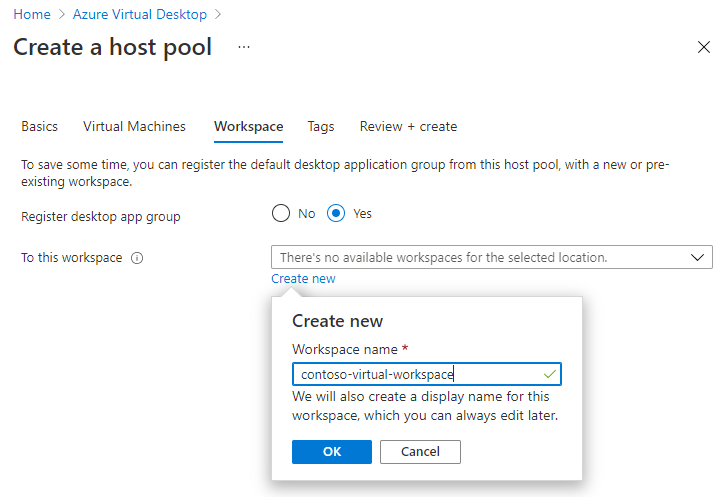 Home > Azure Virtual Desktop >
Create a host pool ...
Basics Virtual Machines Workspace Tags Review + create
To save some time, you can register the default desktop application group from this host pool, with a new or pre-
existing workspace.
Register desktop app group No Yes
To this workspace There's no available workspaces for the selected location.
Create new
Create new
Workspace name *
contoso-virtual-workspace
We will also create a display name for this
workspace, which you can always edit later.
OK Cancel